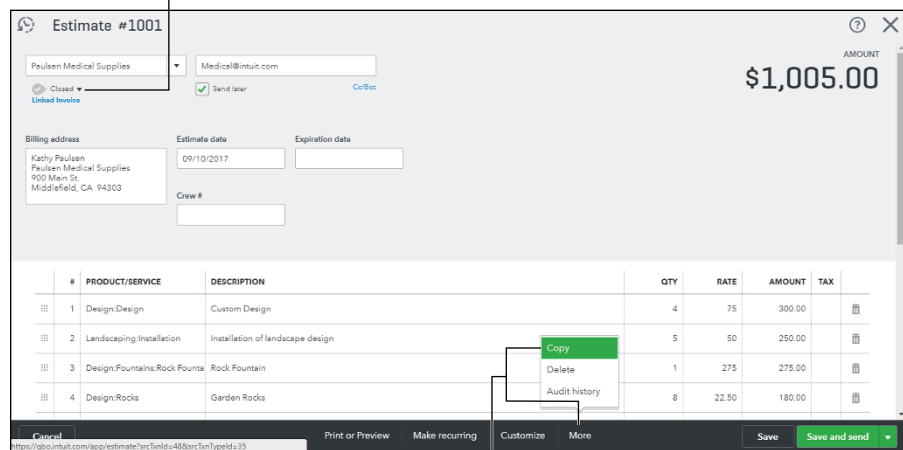 Estimate #1001
AMOUNT
$1,005.00
Paulsen Medical Supplies
Medical@intuit.com
Closed
Send later
Cc/Bcc
Linked Invoice
Billing address
Estimate date
Expiration date
Kathy Paulsen
Paulsen Medical Supplies
900 Main St.
Middlefield, CA 94303
09/10/2017
Crew #
# PRODUCT/SERVICE DESCRIPTION QTY RATE AMOUNT TAX
1 Design:Design Custom Design 4 75 300.00
2 Landscaping:Installation Installation of landscape design 5 50 250.00
3 Design:Fountains:Rock Founta Rock Fountain 1 275 275.00
4 Design:Rocks Garden Rocks 8 22.50 180.00
Copy
Delete
Audit history
Cancel Print or Preview Make recurring Customize More Save Save and send
https://qbo.intuit.com/app/estimate?srcTxnId=48&srcTxnTypeId=35